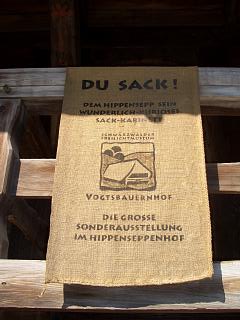 DU SACK!
DEM HIPPENSEPP SEIN
WUNDERLICH-KURIOSES
SACK-KABINETT
SCHWARZWÄLDER
FREILICHTMUSEUM
VOGTSBAUERNHOF
DIE GROSSE
SONDERAUSSTELLUNG
IM HIPPENSEPPENHOF